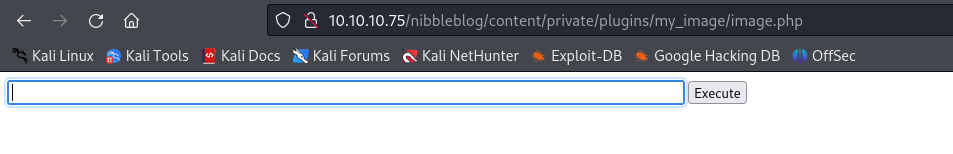 10.10.10.75/nibbleblog/content/private/plugins/my_image/image.php
Kali Linux Kali Tools Kali Docs Kali Forums Kali NetHunter Exploit-DB Google Hacking DB OffSec
Execute